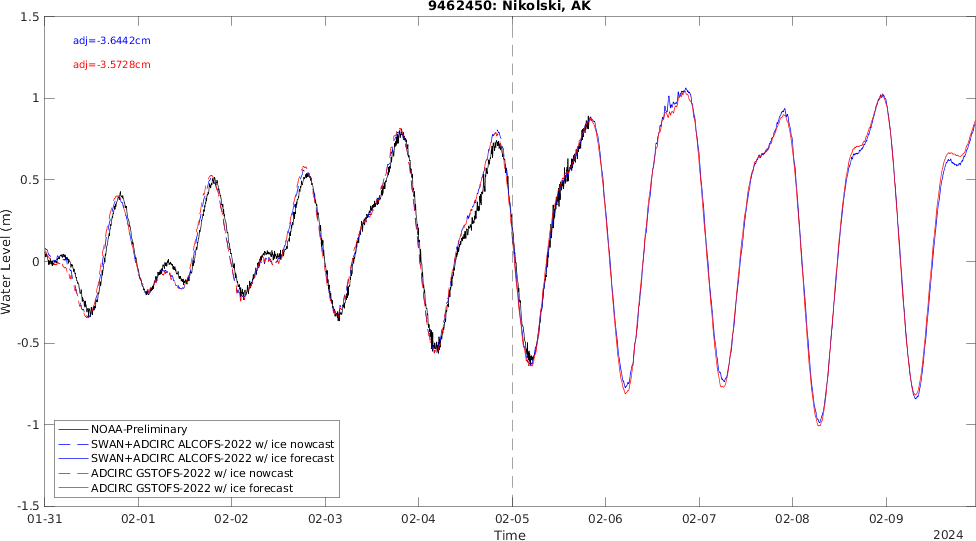 9462450: Nikolski, AK
adj=-3.6442cm
adj=-3.5728cm
1.5
1
0.5
0
-0.5
-1
-1.5
Water Level (m)
NOAA-Preliminary
SWAN+ADCIRC ALCOFS-2022 w/ ice nowcast
SWAN+ADCIRC ALCOFS-2022 w/ ice forecast
ADCIRC GSTOFS-2022 w/ ice nowcast
ADCIRC GSTOFS-2022 w/ ice forecast
01-31 02-01 02-02 02-03 02-04 02-05 02-06 02-07 02-08 02-09
Time
2024